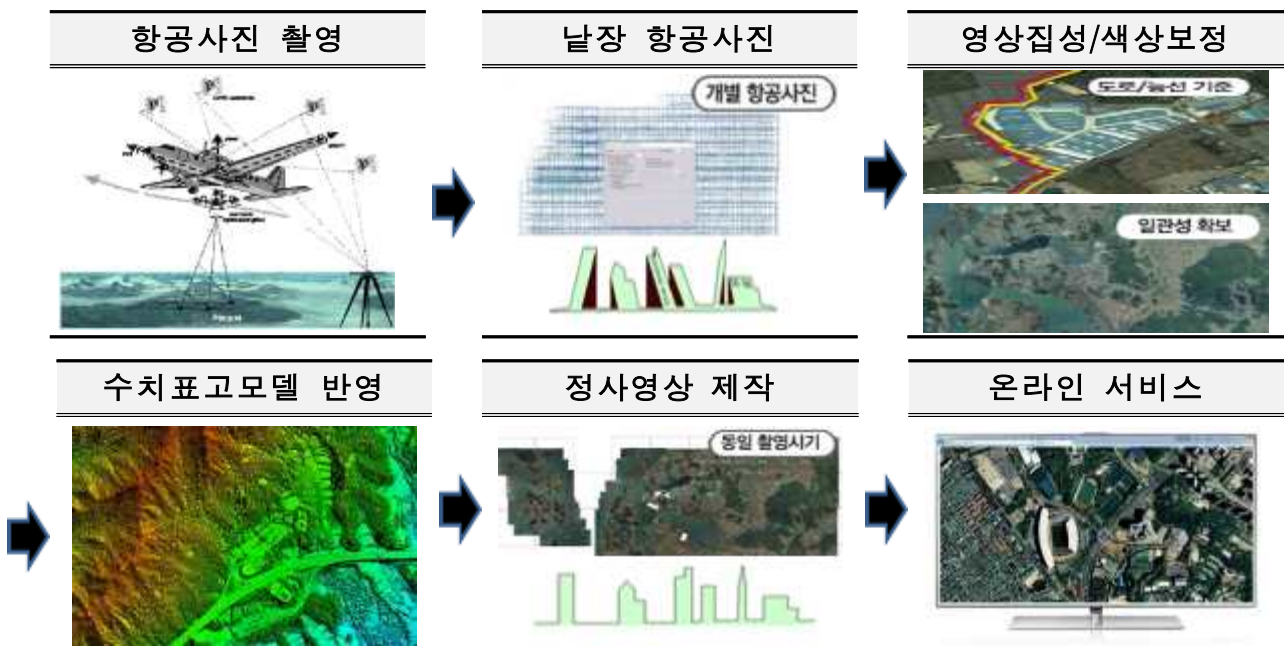 항공사진 촬영
낱장 항공사진
영상집성/색상보정
개별 항공사진
도로/능선 기준
일관성 확보
수치표고모델 반영
정사영상 제작
온라인 서비스
동일 촬영시기